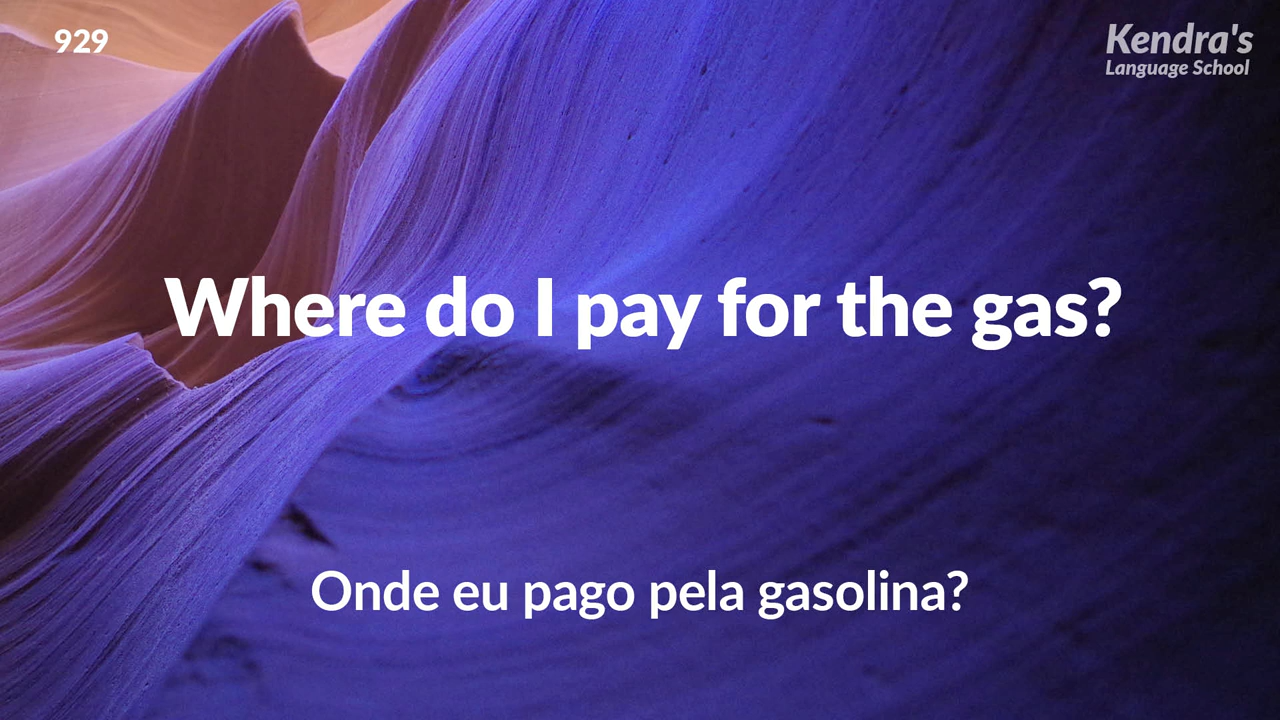 929
Kendra's
Language School
Where do I pay for the gas?
Onde eu pago pela gasolina?